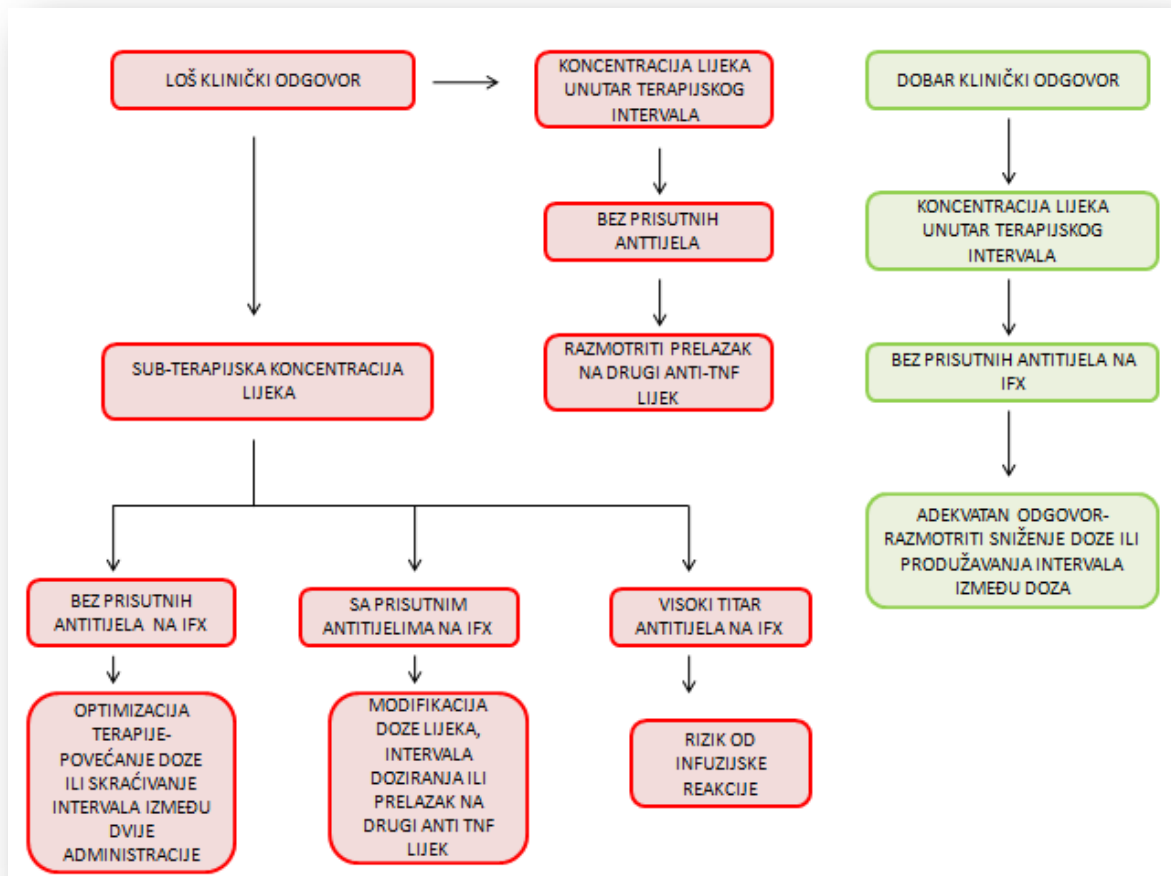 LOŠ KLINIČKI ODGOVOR
KONCENTRACIJA LIJEKA
UNUTAR TERAPIJSKOG
INTERVALA
DOBAR KLINIČKI ODGOVOR
BEZ PRISUTNIH
ANTTIJELA
KONCENTRACIJA LIJEKA
UNUTAR TERAPIJSKOG
INTERVALA
SUB-TERAPIJSKA KONCENTRACIJA
LIJEKA
RAZMOTRITI PRELAZAK
NA DRUGI ANTI-TNF
LIJEK
BEZ PRISUTNIH ANTITIJELA NA
IFX
ADEKVATAN ODGOVOR-
RAZMOTRITI SNIŽENJE DOZE ILI
PRODUŽAVANJA INTERVALA
IZMEĐU DOZA
BEZ PRISUTNIH
ANTITIJELA NA IFX
SA PRISUTNIM
ANTITIJELIMA NA IFX
VISOKI TITAR
ANTITIJELA NA IFX
OPTIMIZACIJA
TERAPIJE-
POVEĆANJE DOZE
ILI SKRAĆIVANJE
INTERVALA IZMEĐU
DVIJE
ADMINISTRACIJE
MODIFIKACIJA
DOZE LIJEKA,
INTERVALA
DOZIRANJA ILI
PRELAZAK NA
DRUGI ANTI TNF
LIJEK
RIZIK OD
INFUZIJSKE
REAKCIJE